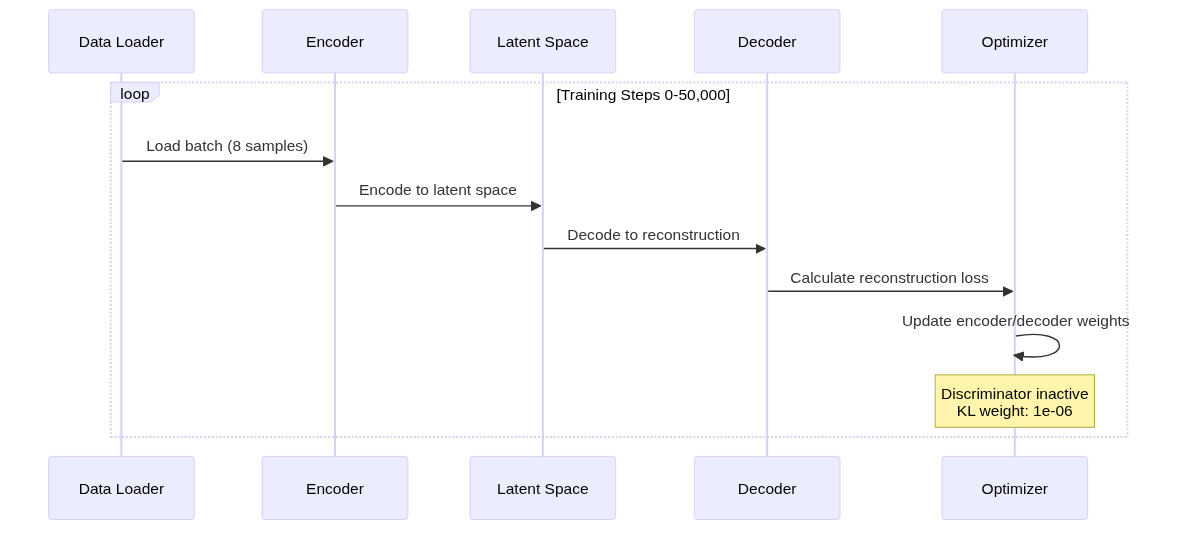 Data Loader
Encoder
Latent Space
Decoder
Optimizer
loop
[Training Steps 0-50,000]
Load batch (8 samples)
Encode to latent space
Decode to reconstruction
Calculate reconstruction loss
Update encoder/decoder weights
Discriminator inactive
KL weight: 1e-06
Data Loader
Encoder
Latent Space
Decoder
Optimizer